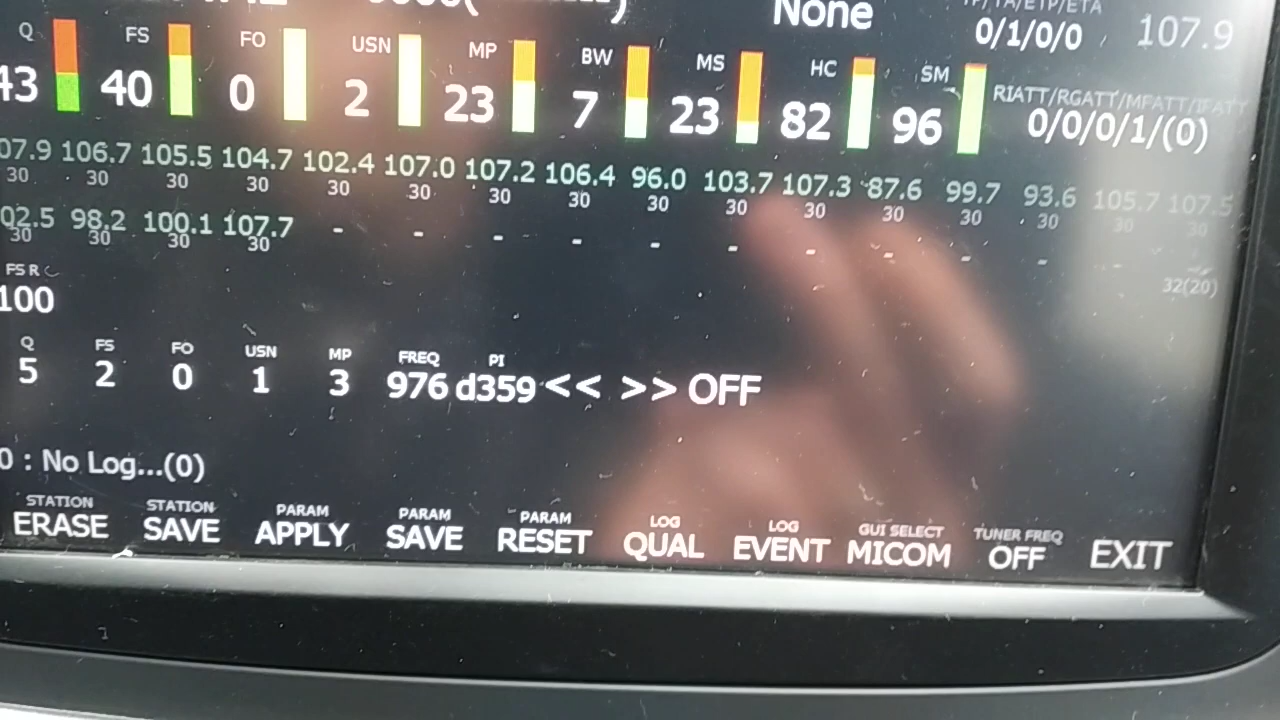 None
0/1/0/0 107.9
Q FS FO USN MP BW MS HC SM RIATT/RGATT/MFATT/IFATT
43 40 0 2 23 7 23 82 96 0/0/0/1/(0)
07.9 106.7 105.5 104.7 102.4 107.0 107.2 106.4 96.0 103.7 107.3 87.6 99.7 93.6 105.7 107.5
30 30 30 30 30 30 30 30 30 30 30 30 30 30 30 30
02.5 98.2 100.1 107.7 - - - - - - - - - -
30 30 30 30
32(20)
FS R
100
Q FS FO USN MP FREQ PI
5 2 0 1 3 976 d359 << >> OFF
0 : No Log...(0)
STATION STATION PARAM PARAM PARAM LOG LOG GUI SELECT TUNER FREQ
ERASE SAVE APPLY SAVE RESET QUAL EVENT MICOM OFF EXIT